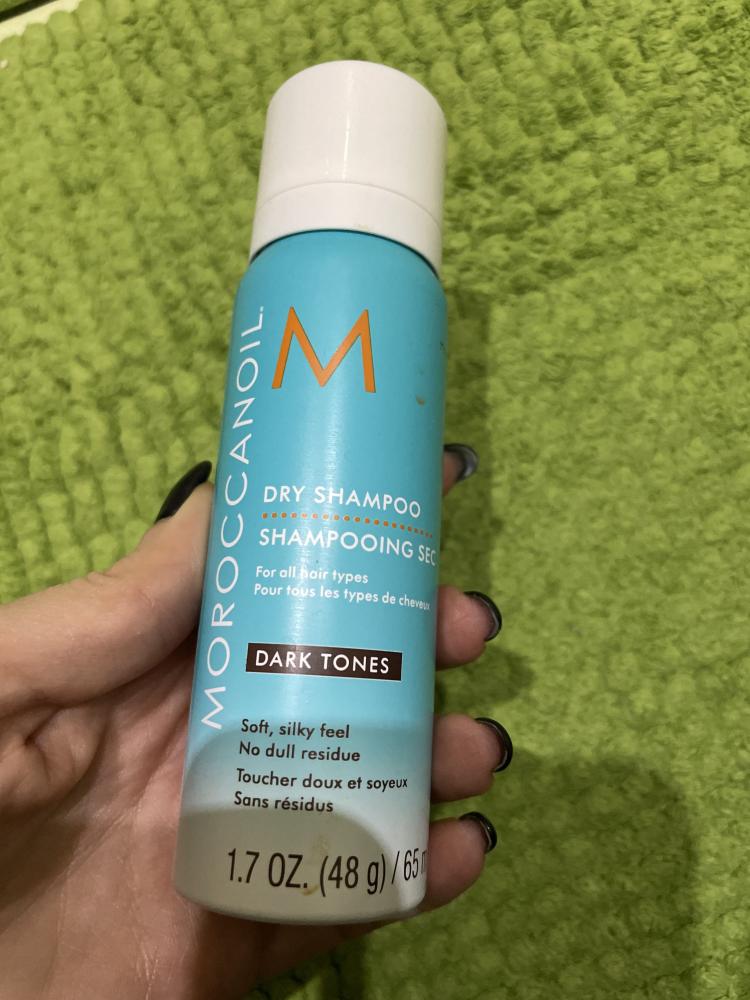 MOROCCANOIL.
M
DRY SHAMPOO
SHAMPOOING SEC
For all hair types
Pour tous les types de cheveux
DARK TONES
Soft, silky feel
No dull residue
Toucher doux et soyeux
Sans résidus
1.7 OZ. (48 g) / 65